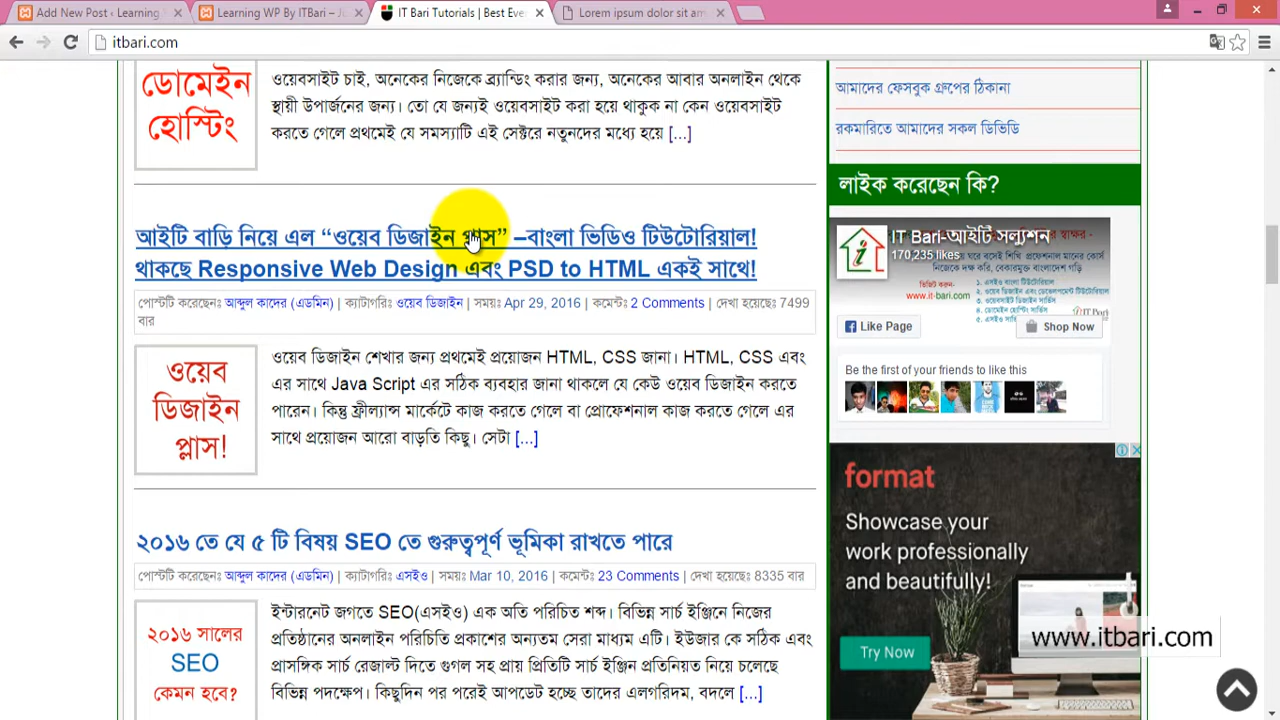 Add New Post ‹ Learning
Learning WP By ITBari – Ju
IT Bari Tutorials | Best Eve
Lorem ipsum dolor sit am
itbari.com
ডোমেইন
হোস্টিং
ওয়েবসাইট চাই, অনেকের নিজেকে ব্র্যান্ডিং করার জন্য, অনেকের আবার অনলাইন থেকে
স্থায়ী উপার্জনের জন্য। তো যে জন্যই ওয়েবসাইট করা হয়ে থাকুক না কেন ওয়েবসাইট
করতে গেলে প্রথমেই যে সমস্যাটি এই সেক্টরে নতুনদের মধ্যে হয়ে [...]
আইটি বাড়ি নিয়ে এল “ওয়েব ডিজাইন প্লাস” –বাংলা ভিডিও টিউটোরিয়াল!
থাকছে Responsive Web Design এবং PSD to HTML একই সাথে!
পোস্টটি করেছেনঃ আব্দুল কাদের (এডমিন) | ক্যাটাগরিঃ ওয়েব ডিজাইন | সময়ঃ Apr 29, 2016 | কমেন্টঃ 2 Comments | দেখা হয়েছেঃ 7499
বার
ওয়েব
ডিজাইন
প্লাস!
ওয়েব ডিজাইন শেখার জন্য প্রথমেই প্রয়োজন HTML, CSS জানা। HTML, CSS এবং
এর সাথে Java Script এর সঠিক ব্যবহার জানা থাকলে যে কেউ ওয়েব ডিজাইন করতে
পারেন। কিন্তু ফ্রীল্যান্স মার্কেটে কাজ করতে গেলে বা প্রোফেশনাল কাজ করতে গেলে এর
সাথে প্রয়োজন আরো বাড়তি কিছু। সেটা [...]
২০১৬ তে যে ৫ টি বিষয় SEO তে গুরুত্বপূর্ণ ভূমিকা রাখতে পারে
পোস্টটি করেছেনঃ আব্দুল কাদের (এডমিন) | ক্যাটাগরিঃ এসইও | সময়ঃ Mar 10, 2016 | কমেন্টঃ 23 Comments | দেখা হয়েছেঃ 8335 বার
২০১৬ সালের
SEO
কেমন হবে?
ইন্টারনেট জগতে SEO(এসইও) এক অতি পরিচিত শব্দ। বিভিন্ন সার্চ ইঞ্জিনে নিজের
প্রতিষ্ঠানের অনলাইন পরিচিতি প্রকাশের অন্যতম সেরা মাধ্যম এটি। ইউজার কে সঠিক এবং
প্রাসঙ্গিক সার্চ রেজাল্ট দিতে গুগল সহ প্রায় প্রতিটি সার্চ ইঞ্জিন প্রতিনিয়ত নিয়ে চলেছে
বিভিন্ন পদক্ষেপ। কিছুদিন পর পরেই আপডেট হচ্ছে তাদের এলগরিদম, বদলে [...]
আমাদের ফেসবুক গ্রুপের ঠিকানা
রকমারিতে আমাদের সকল ডিভিডি
লাইক করেছেন কি?
IT Bari-আইটি সল্যুশন
170,235 likes
Like Page
Shop Now
Be the first of your friends to like this
format
Showcase your
work professionally
and beautifully!
Try Now
www.itbari.com